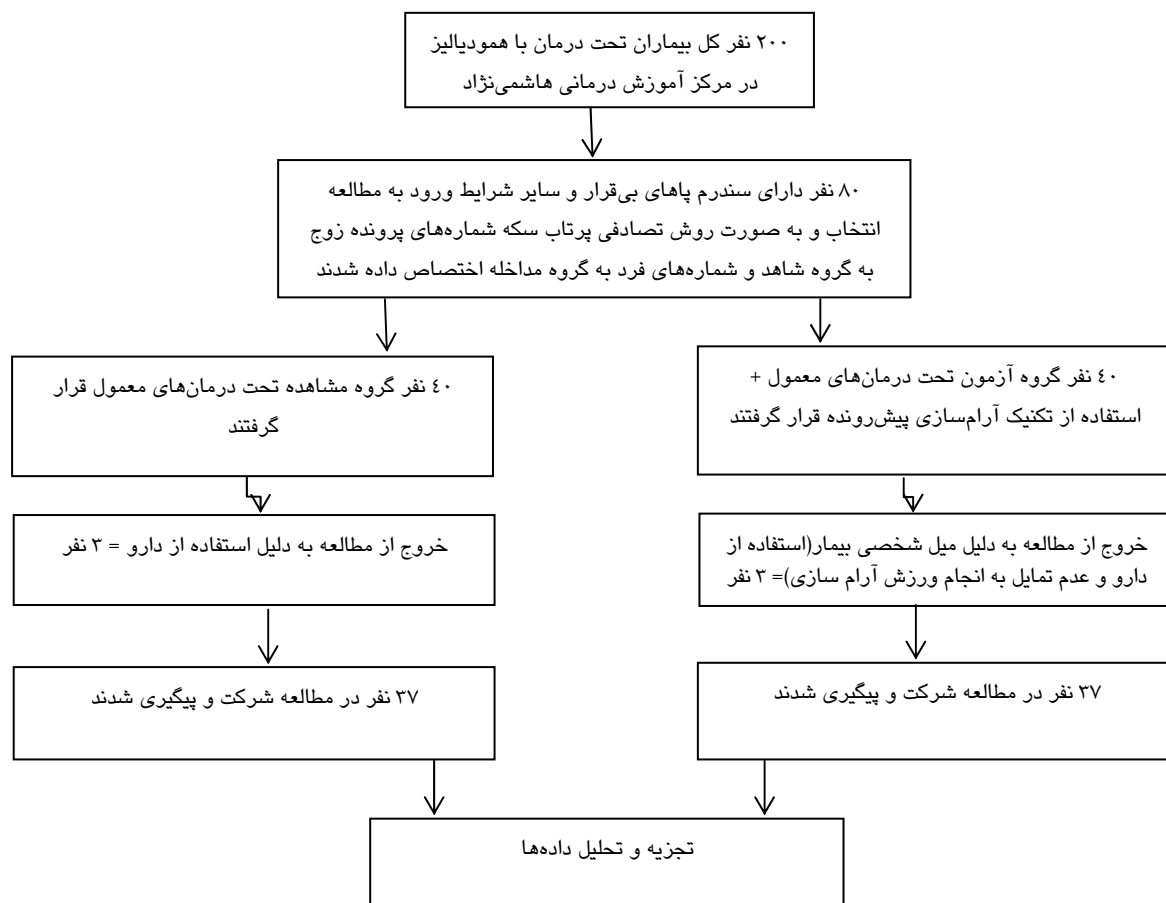 ۲۰۰ نفر کل بیماران تحت درمان با همودیالیز
در مرکز آموزش درمانی هاشمی‌نژاد
۸۰ نفر دارای سندرم پاهای بی‌قرار و سایر شرایط ورود به مطالعه
انتخاب و به صورت روش تصادفی پرتاب سکه شماره‌های پرونده زوج
به گروه شاهد و شماره‌های فرد به گروه مداخله اختصاص داده شدند
٤۰ نفر گروه آزمون تحت درمان‌های معمول +
استفاده از تکنیک آرام‌سازی پیش‌رونده قرار گرفتند
٤۰ نفر گروه مشاهده تحت درمان‌های معمول قرار
گرفتند
خروج از مطالعه به دلیل میل شخصی بیمار(استفاده از
دارو و عدم تمایل به انجام ورزش آرام سازی)= ۳ نفر
خروج از مطالعه به دلیل استفاده از دارو = ۳ نفر
۳۷ نفر در مطالعه شرکت و پیگیری شدند
۳۷ نفر در مطالعه شرکت و پیگیری شدند
تجزیه و تحلیل داده‌ها